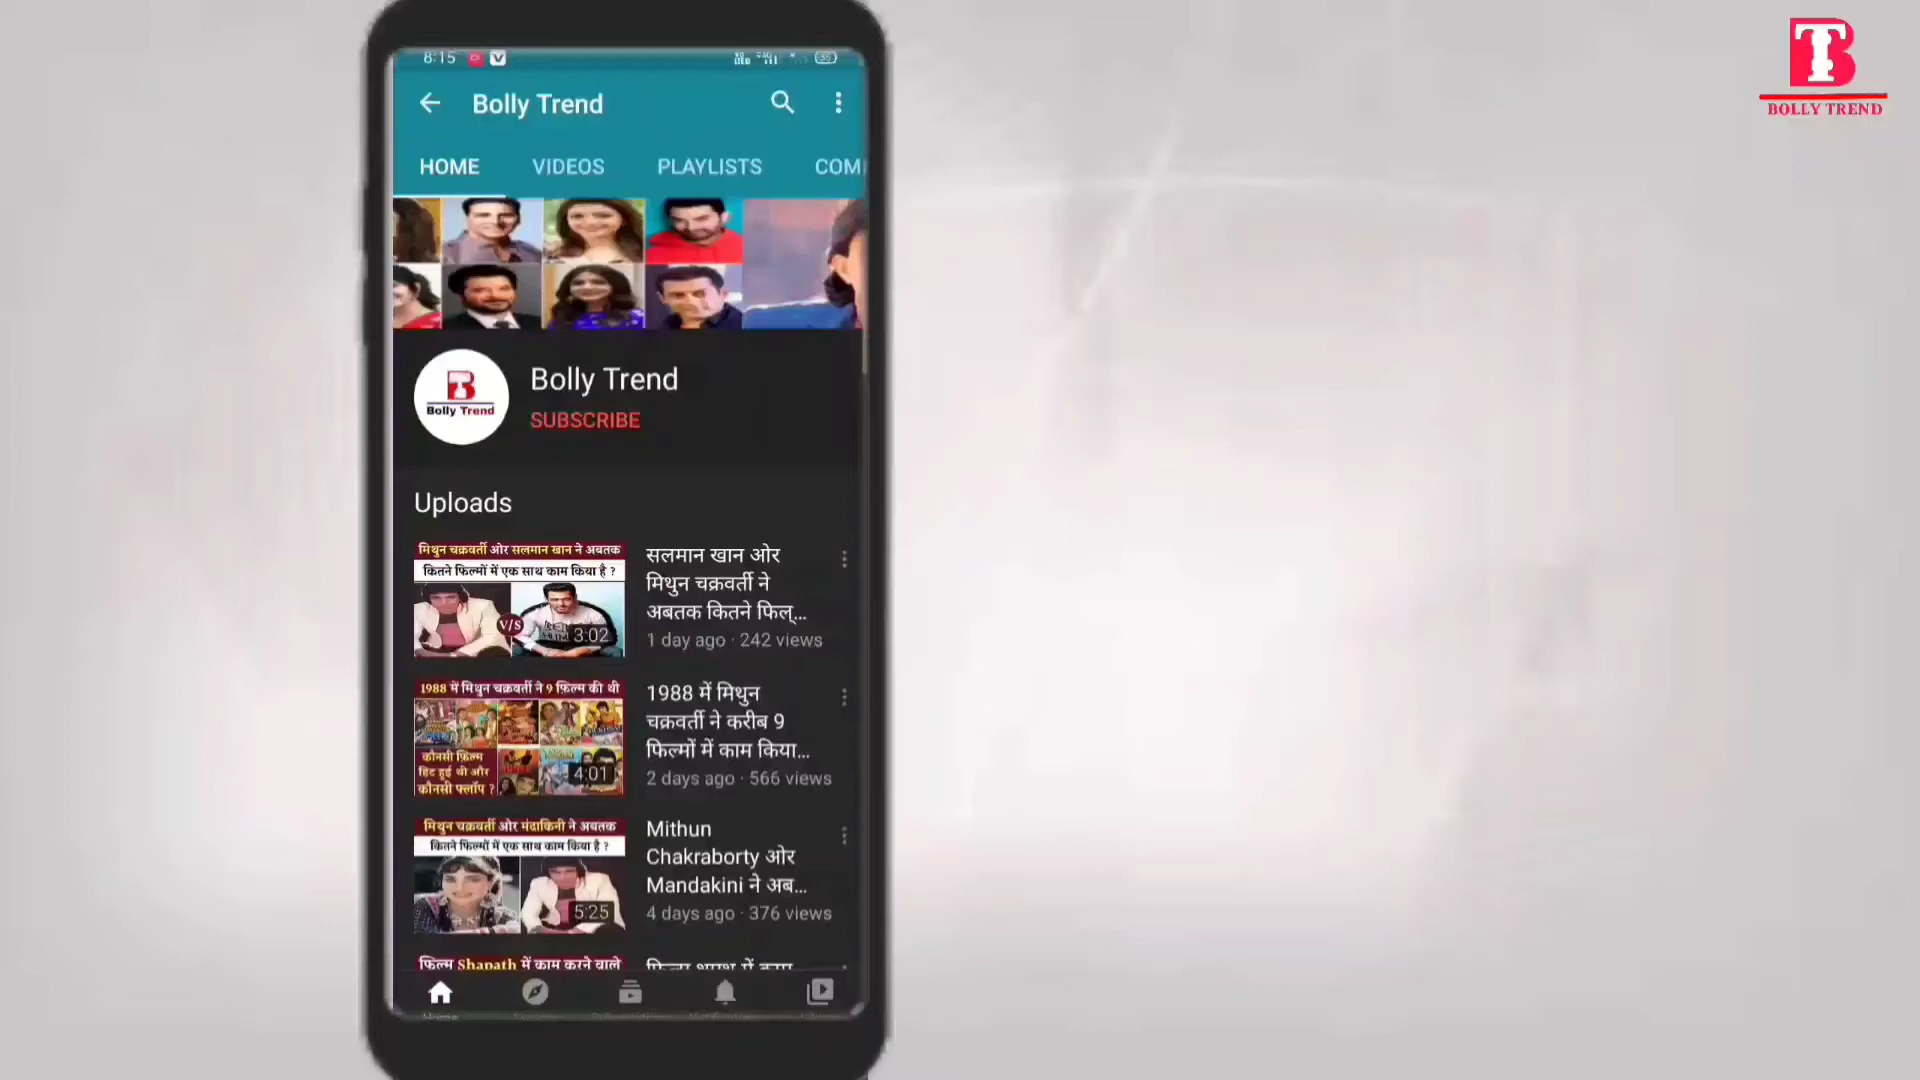 8:15
BOLLY TREND
Bolly Trend
HOME VIDEOS PLAYLISTS COM
Bolly Trend
Bolly Trend
SUBSCRIBE
Uploads
मिथुन चक्रवर्ती ओर सलमान खान ने अबतक
कितने फिल्मों में एक साथ काम किया है ?
V/S
3:02
सलमान खान ओर
मिथुन चक्रवर्ती ने
अबतक कितने फिल्...
1 day ago · 242 views
1988 में मिथुन चक्रवर्ती ने 9 फ़िल्म की थी
कौनसी फ़िल्म
हिट हुई थी और
कौनसी फ्लॉप ?
4:01
1988 में मिथुन
चक्रवर्ती ने करीब 9
फिल्मों में काम किया...
2 days ago · 566 views
मिथुन चक्रवर्ती ओर मंदाकिनी ने अबतक
कितने फिल्मों में एक साथ काम किया है ?
5:25
Mithun
Chakraborty ओर
Mandakini ने अब...
4 days ago · 376 views
फिल्म Shapath में काम करने वाले